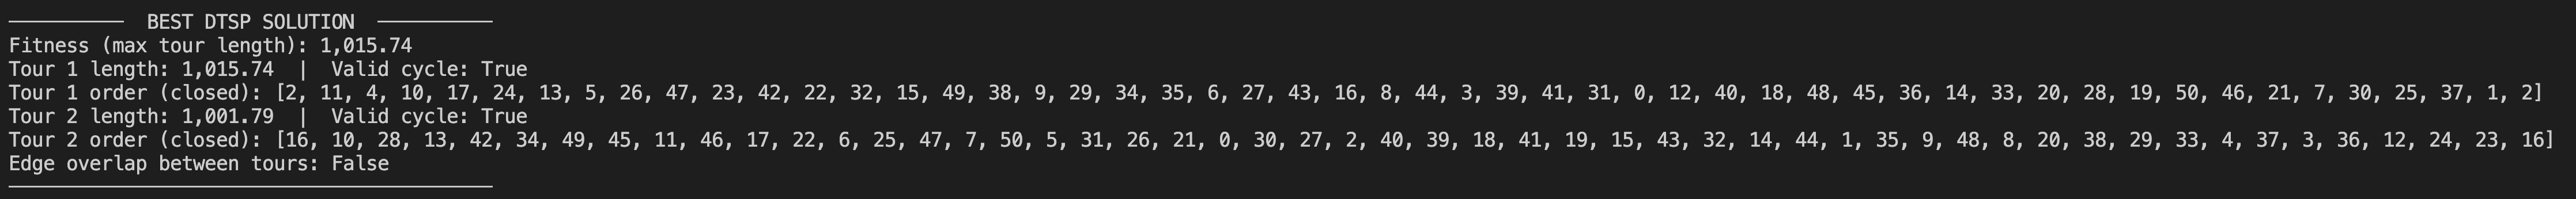 ────────── BEST DTSP SOLUTION ──────────
Fitness (max tour length): 1,015.74
Tour 1 length: 1,015.74 | Valid cycle: True
Tour 1 order (closed): [2, 11, 4, 10, 17, 24, 13, 5, 26, 47, 23, 42, 22, 32, 15, 49, 38, 9, 29, 34, 35, 6, 27, 43, 16, 8, 44, 3, 39, 41, 31, 0, 12, 40, 18, 48, 45, 36, 14, 33, 20, 28, 19, 50, 46, 21, 7, 30, 25, 37, 1, 2]
Tour 2 length: 1,001.79 | Valid cycle: True
Tour 2 order (closed): [16, 10, 28, 13, 42, 34, 49, 45, 11, 46, 17, 22, 6, 25, 47, 7, 50, 5, 31, 26, 21, 0, 30, 27, 2, 40, 39, 18, 41, 19, 15, 43, 32, 14, 44, 1, 35, 9, 48, 8, 20, 38, 29, 33, 4, 37, 3, 36, 12, 24, 23, 16]
Edge overlap between tours: False